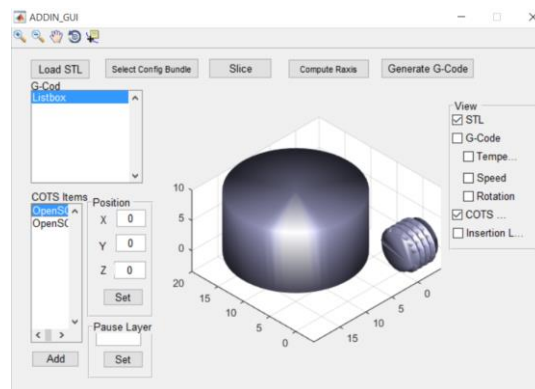 ADDIN_GUI
Load STL
Select Config Bundle
Slice
Compute Raxis
Generate G-Code
G-Cod
Listbox
View
STL
G-Code
Tempe...
Speed
Rotation
COTS ...
Insertion L...
COTS Items
OpenSC
OpenSC
Add
Position
X 0
Y 0
Z 0
Set
Pause Layer
Set
10
5
0
20
15
10
5
0
0
5
10
15